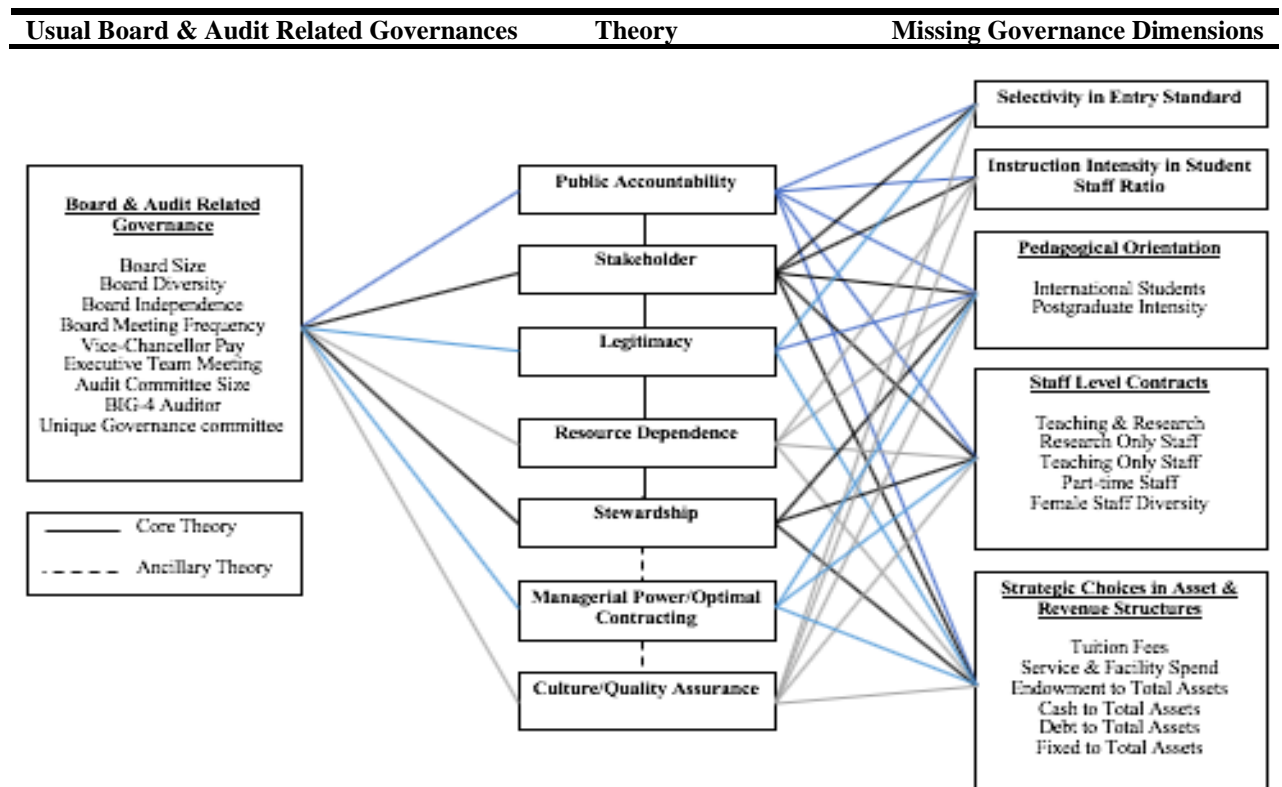 Usual Board & Audit Related Governances Theory Missing Governance Dimensions
Board & Audit Related
Governance
Board Size
Board Diversity
Board Independence
Board Meeting Frequency
Vice-Chancellor Pay
Executive Team Meeting
Audit Committee Size
BIG-4 Auditor
Unique Governance committee
Core Theory
Ancillary Theory
Public Accountability
Stakeholder
Legitimacy
Resource Dependence
Stewardship
Managerial Power/Optimal
Contracting
Culture/Quality Assurance
Selectivity in Entry Standard
Instruction Intensity in Student
Staff Ratio
Pedagogical Orientation
International Students
Postgraduate Intensity
Staff Level Contracts
Teaching & Research
Research Only Staff
Teaching Only Staff
Part-time Staff
Female Staff Diversity
Strategic Choices in Asset &
Revenue Structures
Tuition Fees
Service & Facility Spend
Endowment to Total Assets
Cash to Total Assets
Debt to Total Assets
Fixed to Total Assets